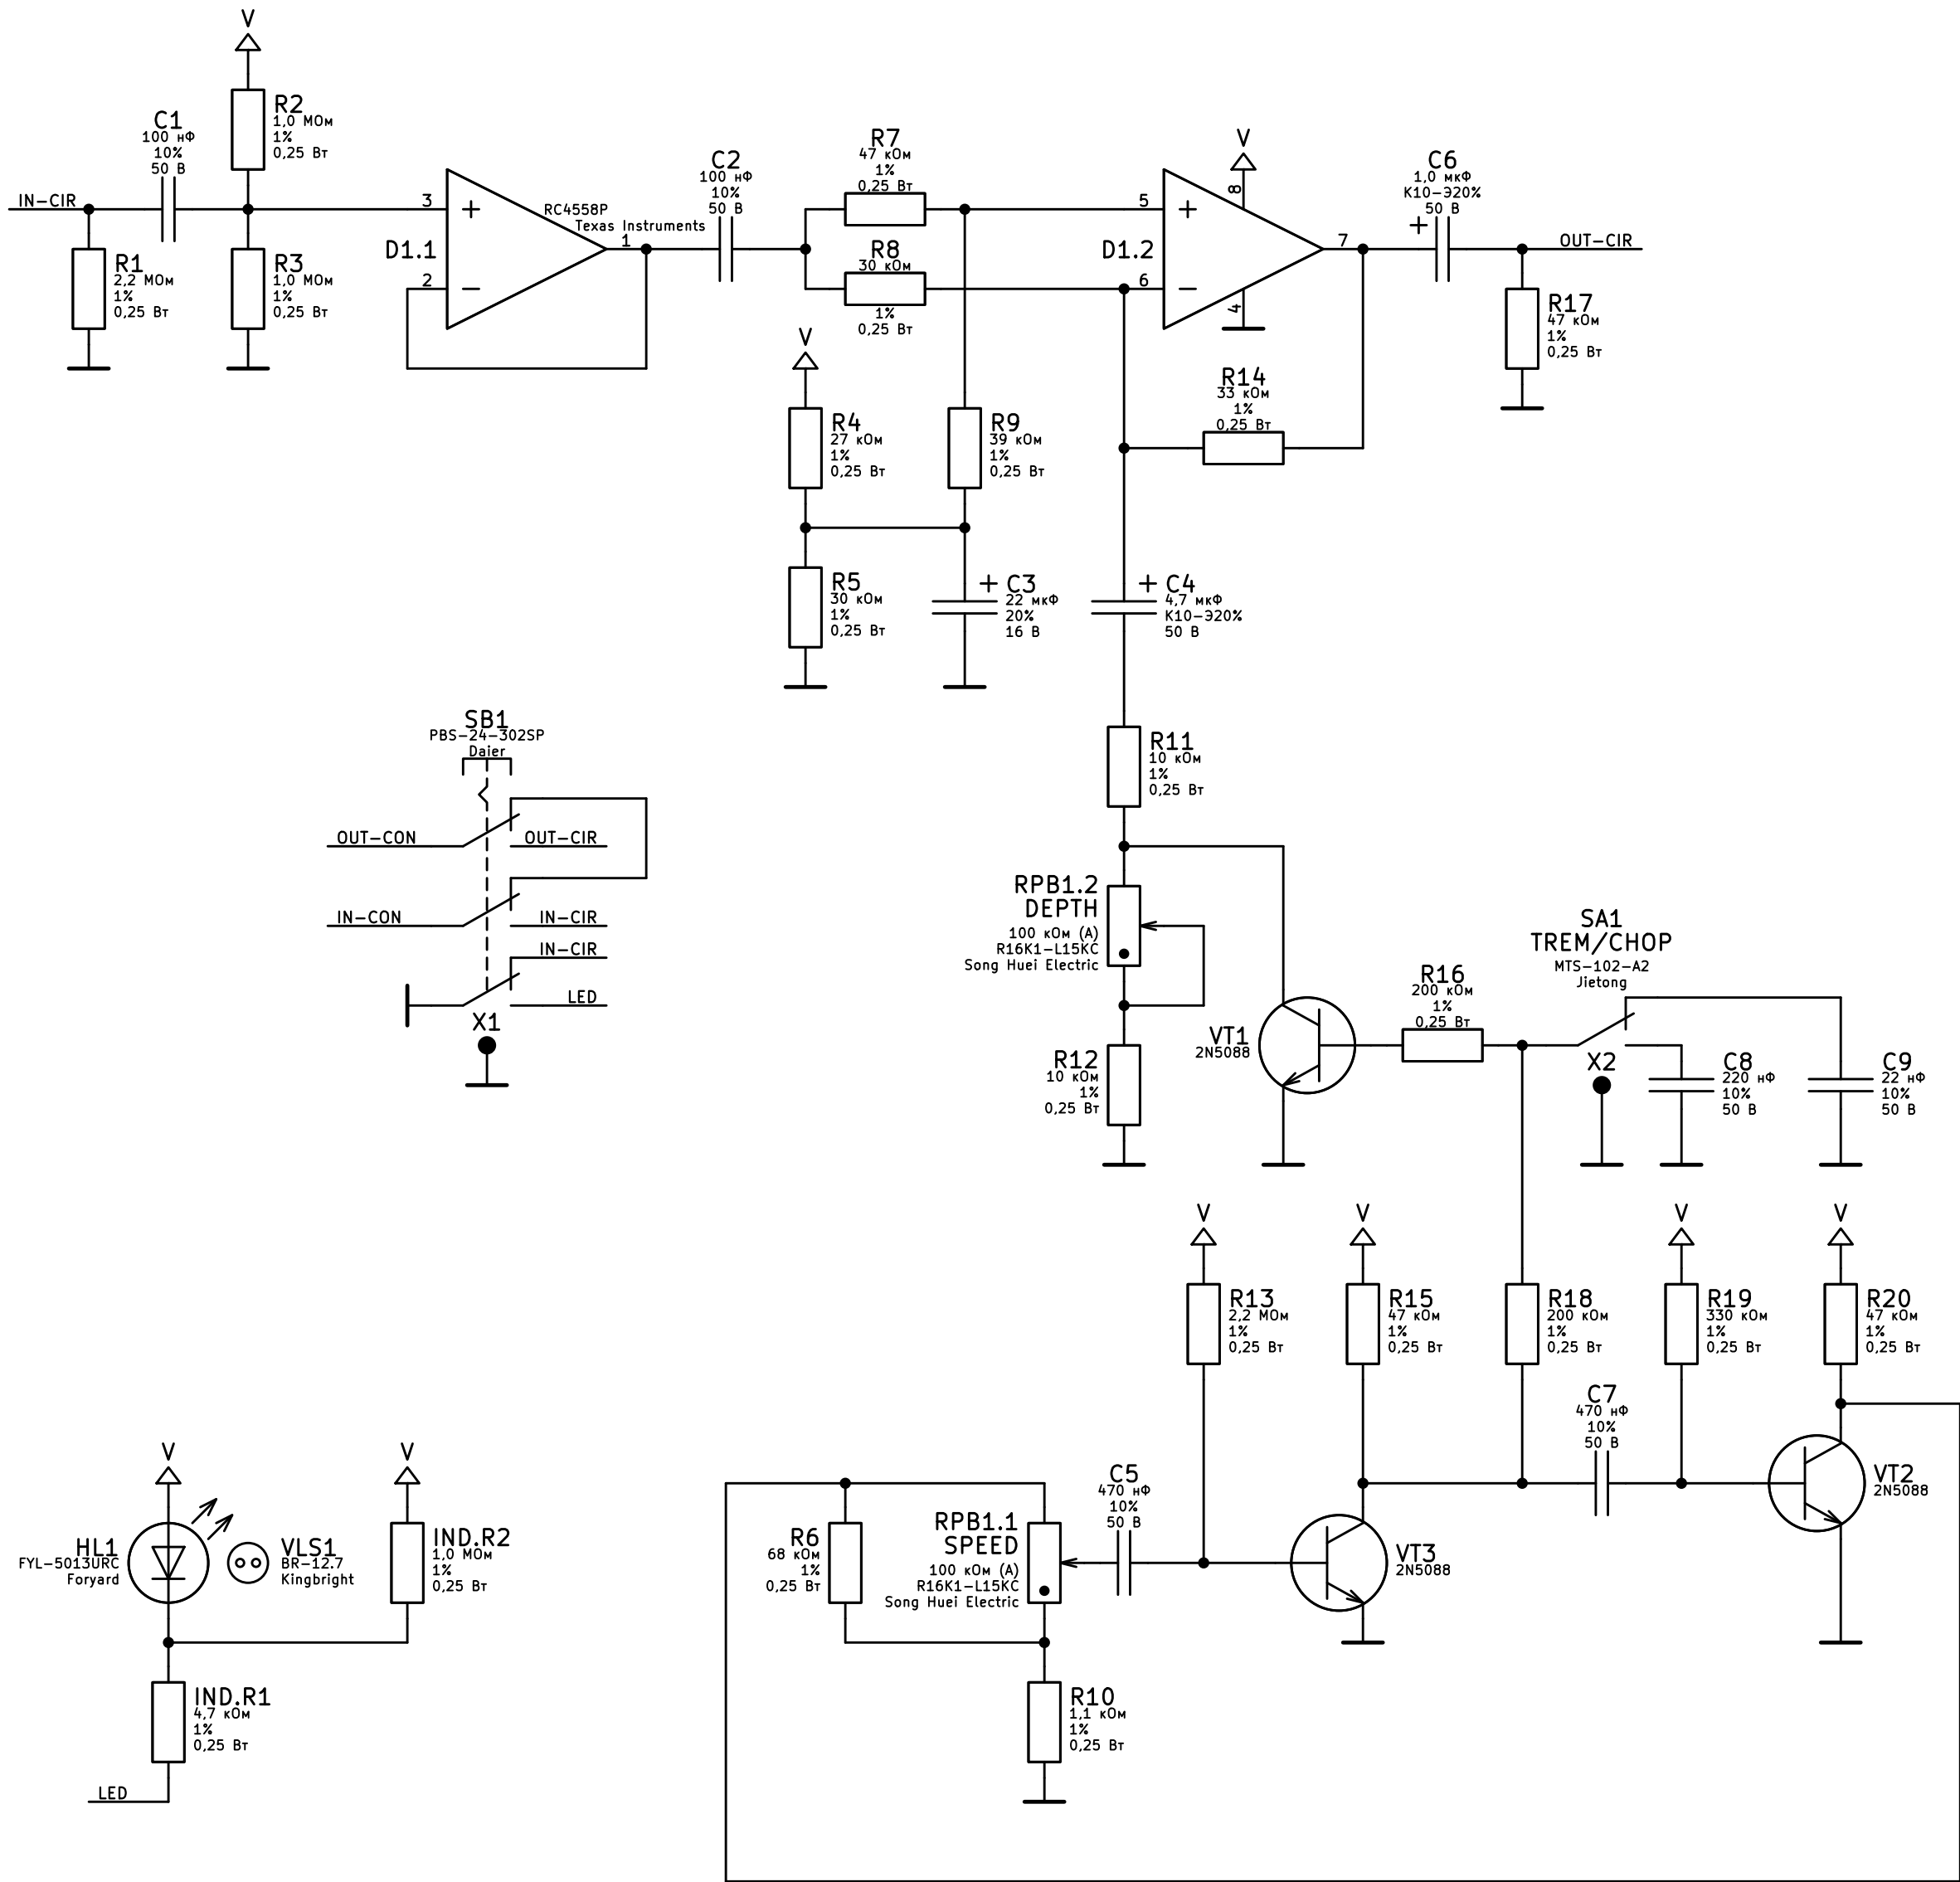 V
R2
1,0 МОм
1%
0,25 Вт
C1
100 нФ
10%
50 В
IN-CIR
R1
2,2 МОм
1%
0,25 Вт
R3
1,0 МОм
1%
0,25 Вт
3
+
RC4558P
Texas Instruments
D1.1
1
2
−
C2
100 нФ
10%
50 В
R7
47 кОм
1%
0,25 Вт
R8
30 кОм
1%
0,25 Вт
V
8
5
+
D1.2
7
6
−
4
C6
1,0 мкФ
К10-Э20%
50 В
+
OUT-CIR
R17
47 кОм
1%
0,25 Вт
V
R4
27 кОм
1%
0,25 Вт
R9
39 кОм
1%
0,25 Вт
R14
33 кОм
1%
0,25 Вт
R5
30 кОм
1%
0,25 Вт
+ C3
22 мкФ
20%
16 В
+ C4
4,7 мкФ
К10-Э20%
50 В
SB1
PBS-24-302SP
Daier
OUT-CON
OUT-CIR
IN-CON
IN-CIR
IN-CIR
LED
X1
R11
10 кОм
1%
0,25 Вт
RPB1.2
DEPTH
100 кОм (A)
R16K1-L15KC
Song Huei Electric
R12
10 кОм
1%
0,25 Вт
VT1
2N5088
R16
200 кОм
1%
0,25 Вт
SA1
TREM/CHOP
MTS-102-A2
Jietong
X2
C8
220 нФ
10%
50 В
C9
22 нФ
10%
50 В
V
R13
2,2 МОм
1%
0,25 Вт
V
R15
47 кОм
1%
0,25 Вт
R18
200 кОм
1%
0,25 Вт
V
R19
330 кОм
1%
0,25 Вт
V
R20
47 кОм
1%
0,25 Вт
C7
470 нФ
10%
50 В
VT2
2N5088
V
HL1
FYL-5013URC
Foryard
VLS1
BR-12.7
Kingbright
V
IND.R2
1,0 МОм
1%
0,25 Вт
IND.R1
4,7 кОм
1%
0,25 Вт
LED
R6
68 кОм
1%
0,25 Вт
RPB1.1
SPEED
100 кОм (A)
R16K1-L15KC
Song Huei Electric
C5
470 нФ
10%
50 В
VT3
2N5088
R10
1,1 кОм
1%
0,25 Вт